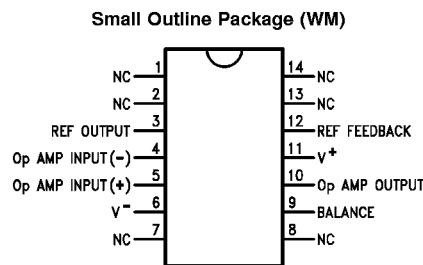 Small Outline Package (WM)
NC 1 14 NC
NC 2 13 NC
REF OUTPUT 3 12 REF FEEDBACK
Op AMP INPUT(-) 4 11 V+
Op AMP INPUT(+) 5 10 Op AMP OUTPUT
V- 6 9 BALANCE
NC 7 8 NC